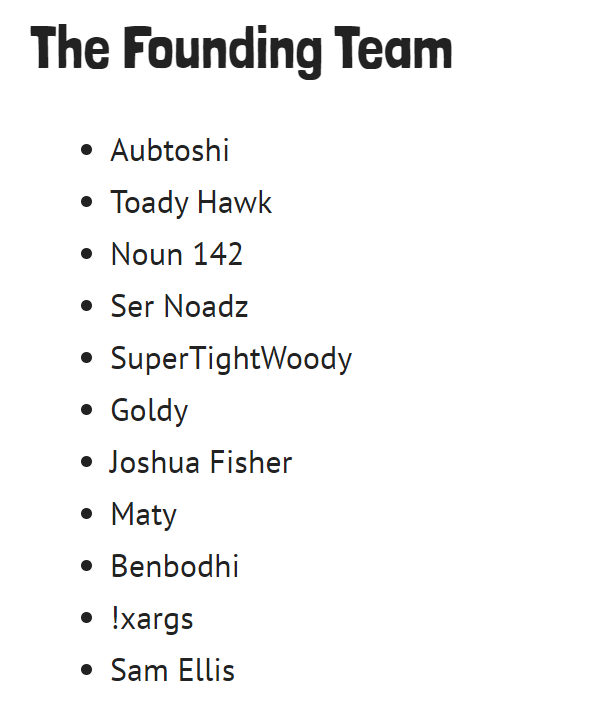 The Founding Team
• Aubtoshi
• Toady Hawk
• Noun 142
• Ser Noadz
• SuperTightWoody
• Goldy
• Joshua Fisher
• Maty
• Benbodhi
• !xargs
• Sam Ellis